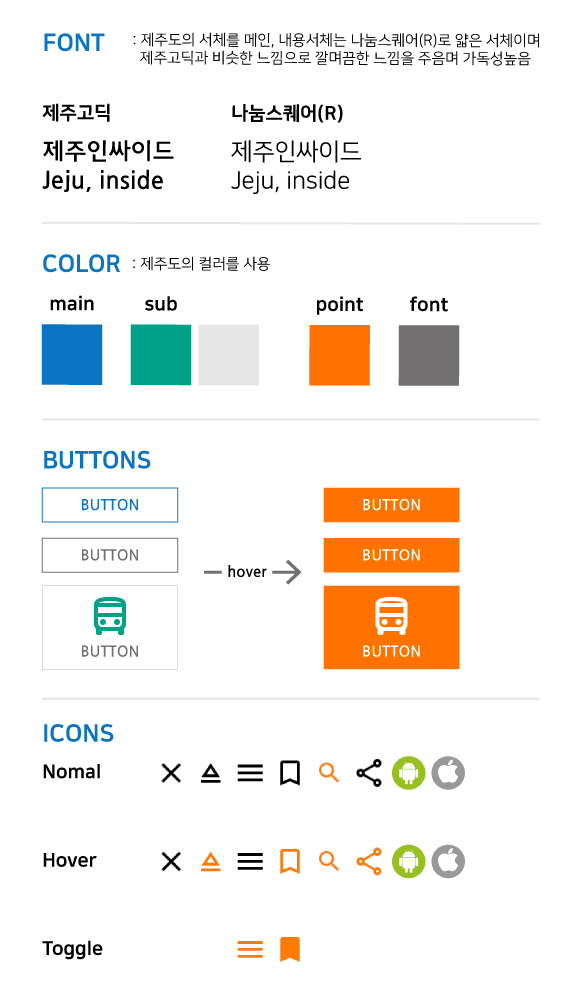 FONT : 제주도의 서체를 메인, 내용서체는 나눔스퀘어(R)로 얇은 서체이며
제주고딕과 비슷한 느낌으로 깔며끔한 느낌을 주음며 가독성높음
제주고딕 나눔스퀘어(R)
제주인싸이드 제주인싸이드
Jeju, inside Jeju, inside
COLOR : 제주도의 컬러를 사용
main sub point font
BUTTONS
BUTTON BUTTON
BUTTON hover BUTTON
BUTTON BUTTON
ICONS
Nomal
Hover
Toggle